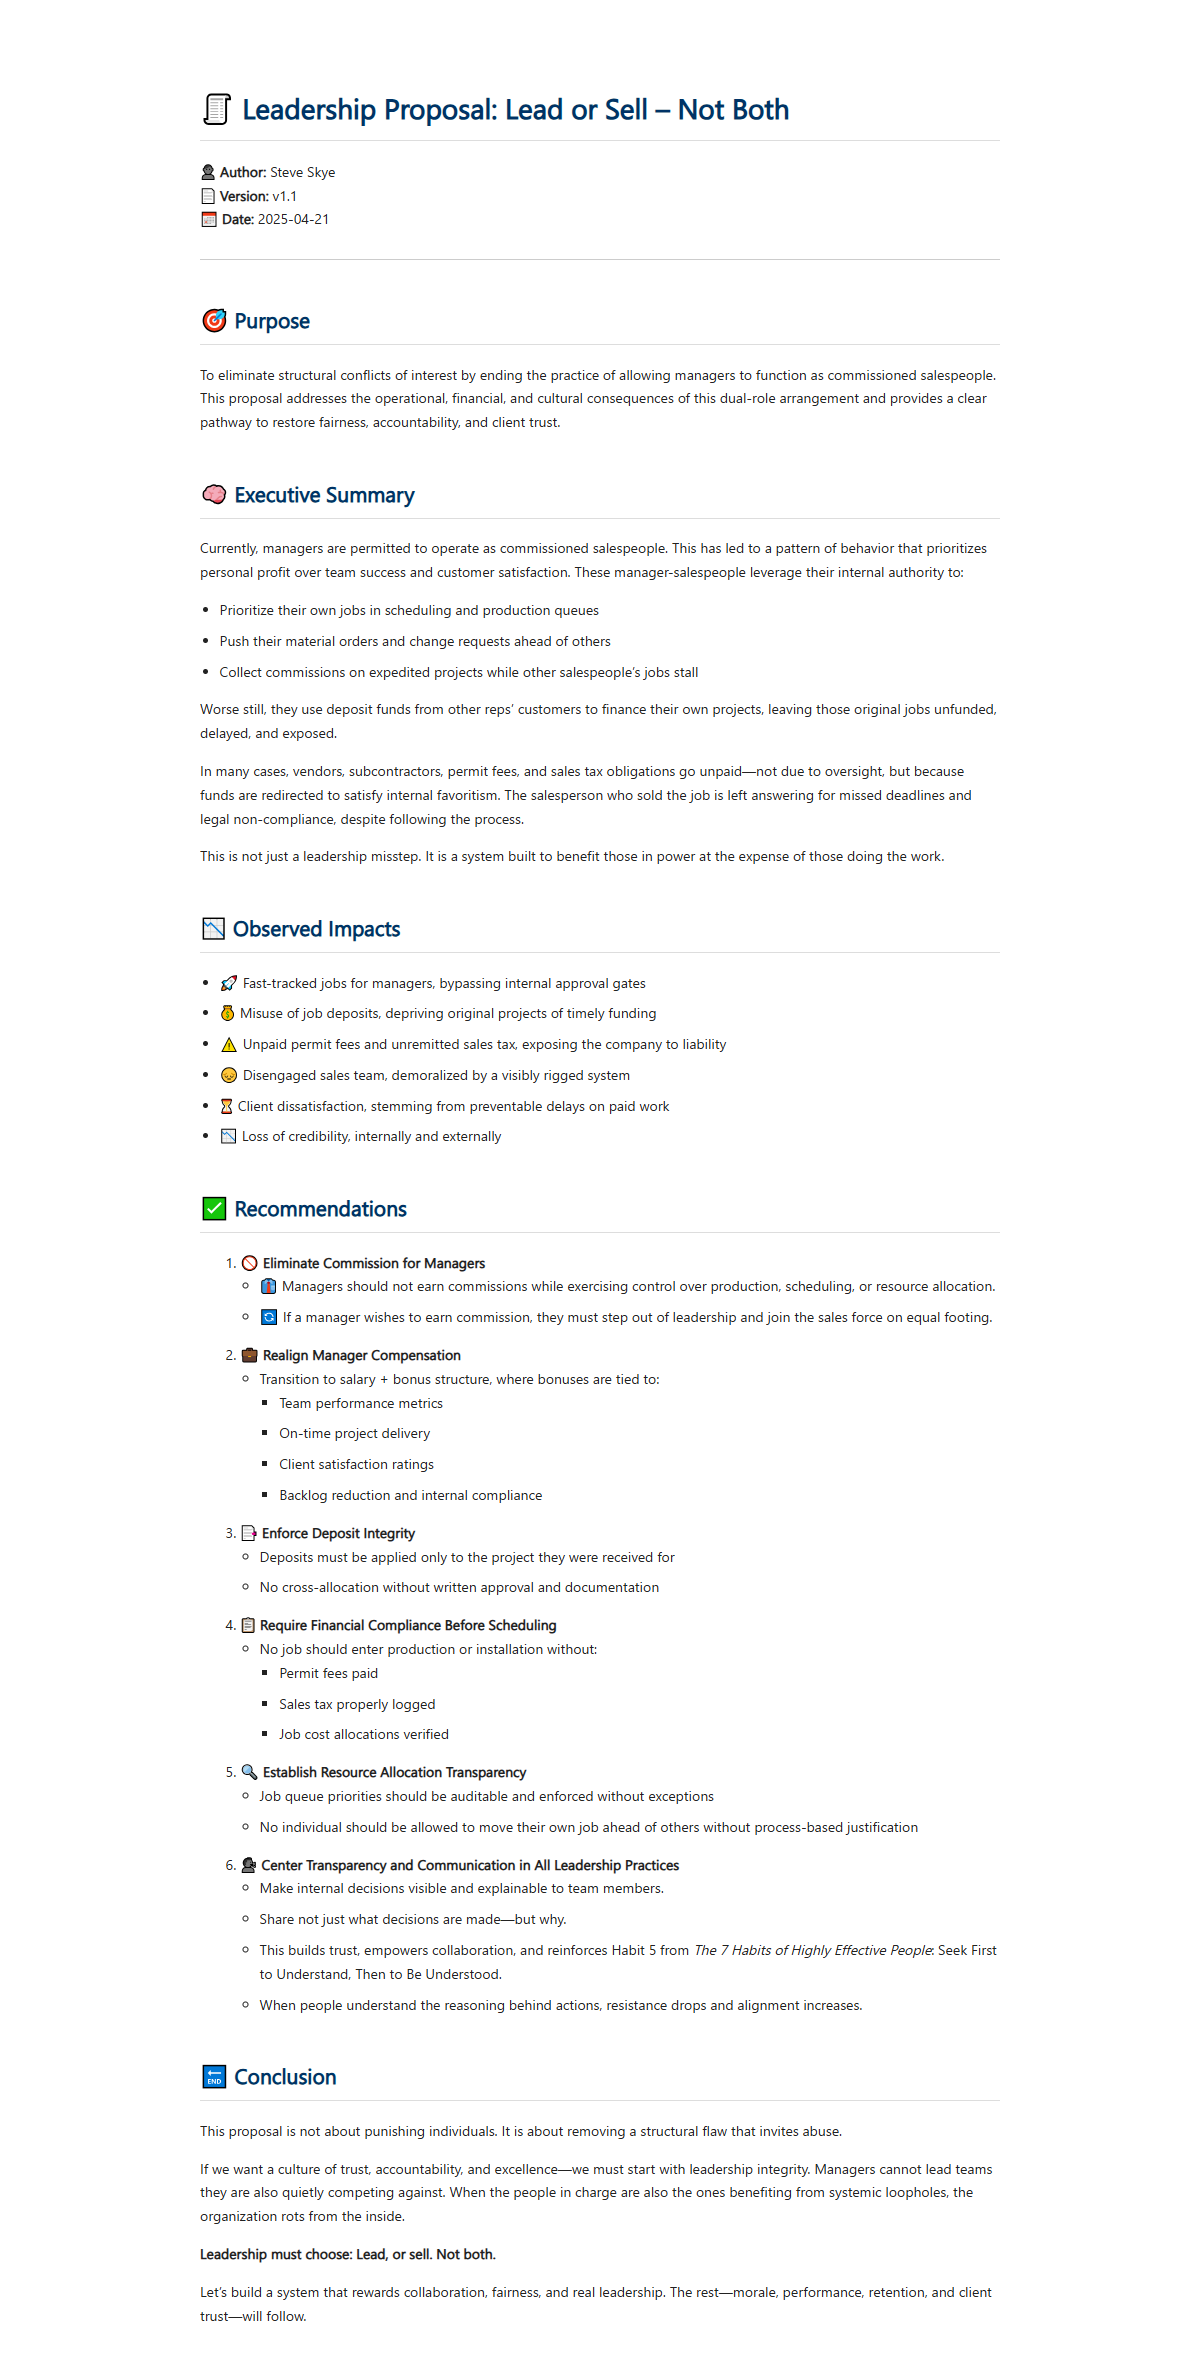 Leadership Proposal: Lead or Sell – Not Both
Author: Steve Skye
Version: v1.1
Date: 2025-04-21
Purpose
To eliminate structural conflicts of interest by ending the practice of allowing managers to function as commissioned salespeople.
This proposal addresses the operational, financial, and cultural consequences of this dual-role arrangement and provides a clear
pathway to restore fairness, accountability, and client trust.
Executive Summary
Currently, managers are permitted to operate as commissioned salespeople. This has led to a pattern of behavior that prioritizes
personal profit over team success and customer satisfaction. These manager-salespeople leverage their internal authority to:
• Prioritize their own jobs in scheduling and production queues
• Push their material orders and change requests ahead of others
• Collect commissions on expedited projects while other salespeople’s jobs stall
Worse still, they use deposit funds from other reps’ customers to finance their own projects, leaving those original jobs unfunded,
delayed, and exposed.
In many cases, vendors, subcontractors, permit fees, and sales tax obligations go unpaid—not due to oversight, but because
funds are redirected to satisfy internal favoritism. The salesperson who sold the job is left answering for missed deadlines and
legal non-compliance, despite following the process.
This is not just a leadership misstep. It is a system built to benefit those in power at the expense of those doing the work.
Observed Impacts
• Fast-tracked jobs for managers, bypassing internal approval gates
• Misuse of job deposits, depriving original projects of timely funding
• Unpaid permit fees and unremitted sales tax, exposing the company to liability
• Disengaged sales team, demoralized by a visibly rigged system
• Client dissatisfaction, stemming from preventable delays on paid work
• Loss of credibility, internally and externally
Recommendations
1. Eliminate Commission for Managers
◦ Managers should not earn commissions while exercising control over production, scheduling, or resource allocation.
◦ If a manager wishes to earn commission, they must step out of leadership and join the sales force on equal footing.
2. Realign Manager Compensation
◦ Transition to salary + bonus structure, where bonuses are tied to:
▪ Team performance metrics
▪ On-time project delivery
▪ Client satisfaction ratings
▪ Backlog reduction and internal compliance
3. Enforce Deposit Integrity
◦ Deposits must be applied only to the project they were received for
◦ No cross-allocation without written approval and documentation
4. Require Financial Compliance Before Scheduling
◦ No job should enter production or installation without:
▪ Permit fees paid
▪ Sales tax properly logged
▪ Job cost allocations verified
5. Establish Resource Allocation Transparency
◦ Job queue priorities should be auditable and enforced without exceptions
◦ No individual should be allowed to move their own job ahead of others without process-based justification
6. Center Transparency and Communication in All Leadership Practices
◦ Make internal decisions visible and explainable to team members.
◦ Share not just what decisions are made—but why.
◦ This builds trust, empowers collaboration, and reinforces Habit 5 from The 7 Habits of Highly Effective People: Seek First
to Understand, Then to Be Understood.
◦ When people understand the reasoning behind actions, resistance drops and alignment increases.
END
Conclusion
This proposal is not about punishing individuals. It is about removing a structural flaw that invites abuse.
If we want a culture of trust, accountability, and excellence—we must start with leadership integrity. Managers cannot lead teams
they are also quietly competing against. When the people in charge are also the ones benefiting from systemic loopholes, the
organization rots from the inside.
Leadership must choose: Lead, or sell. Not both.
Let’s build a system that rewards collaboration, fairness, and real leadership. The rest—morale, performance, retention, and client
trust—will follow.